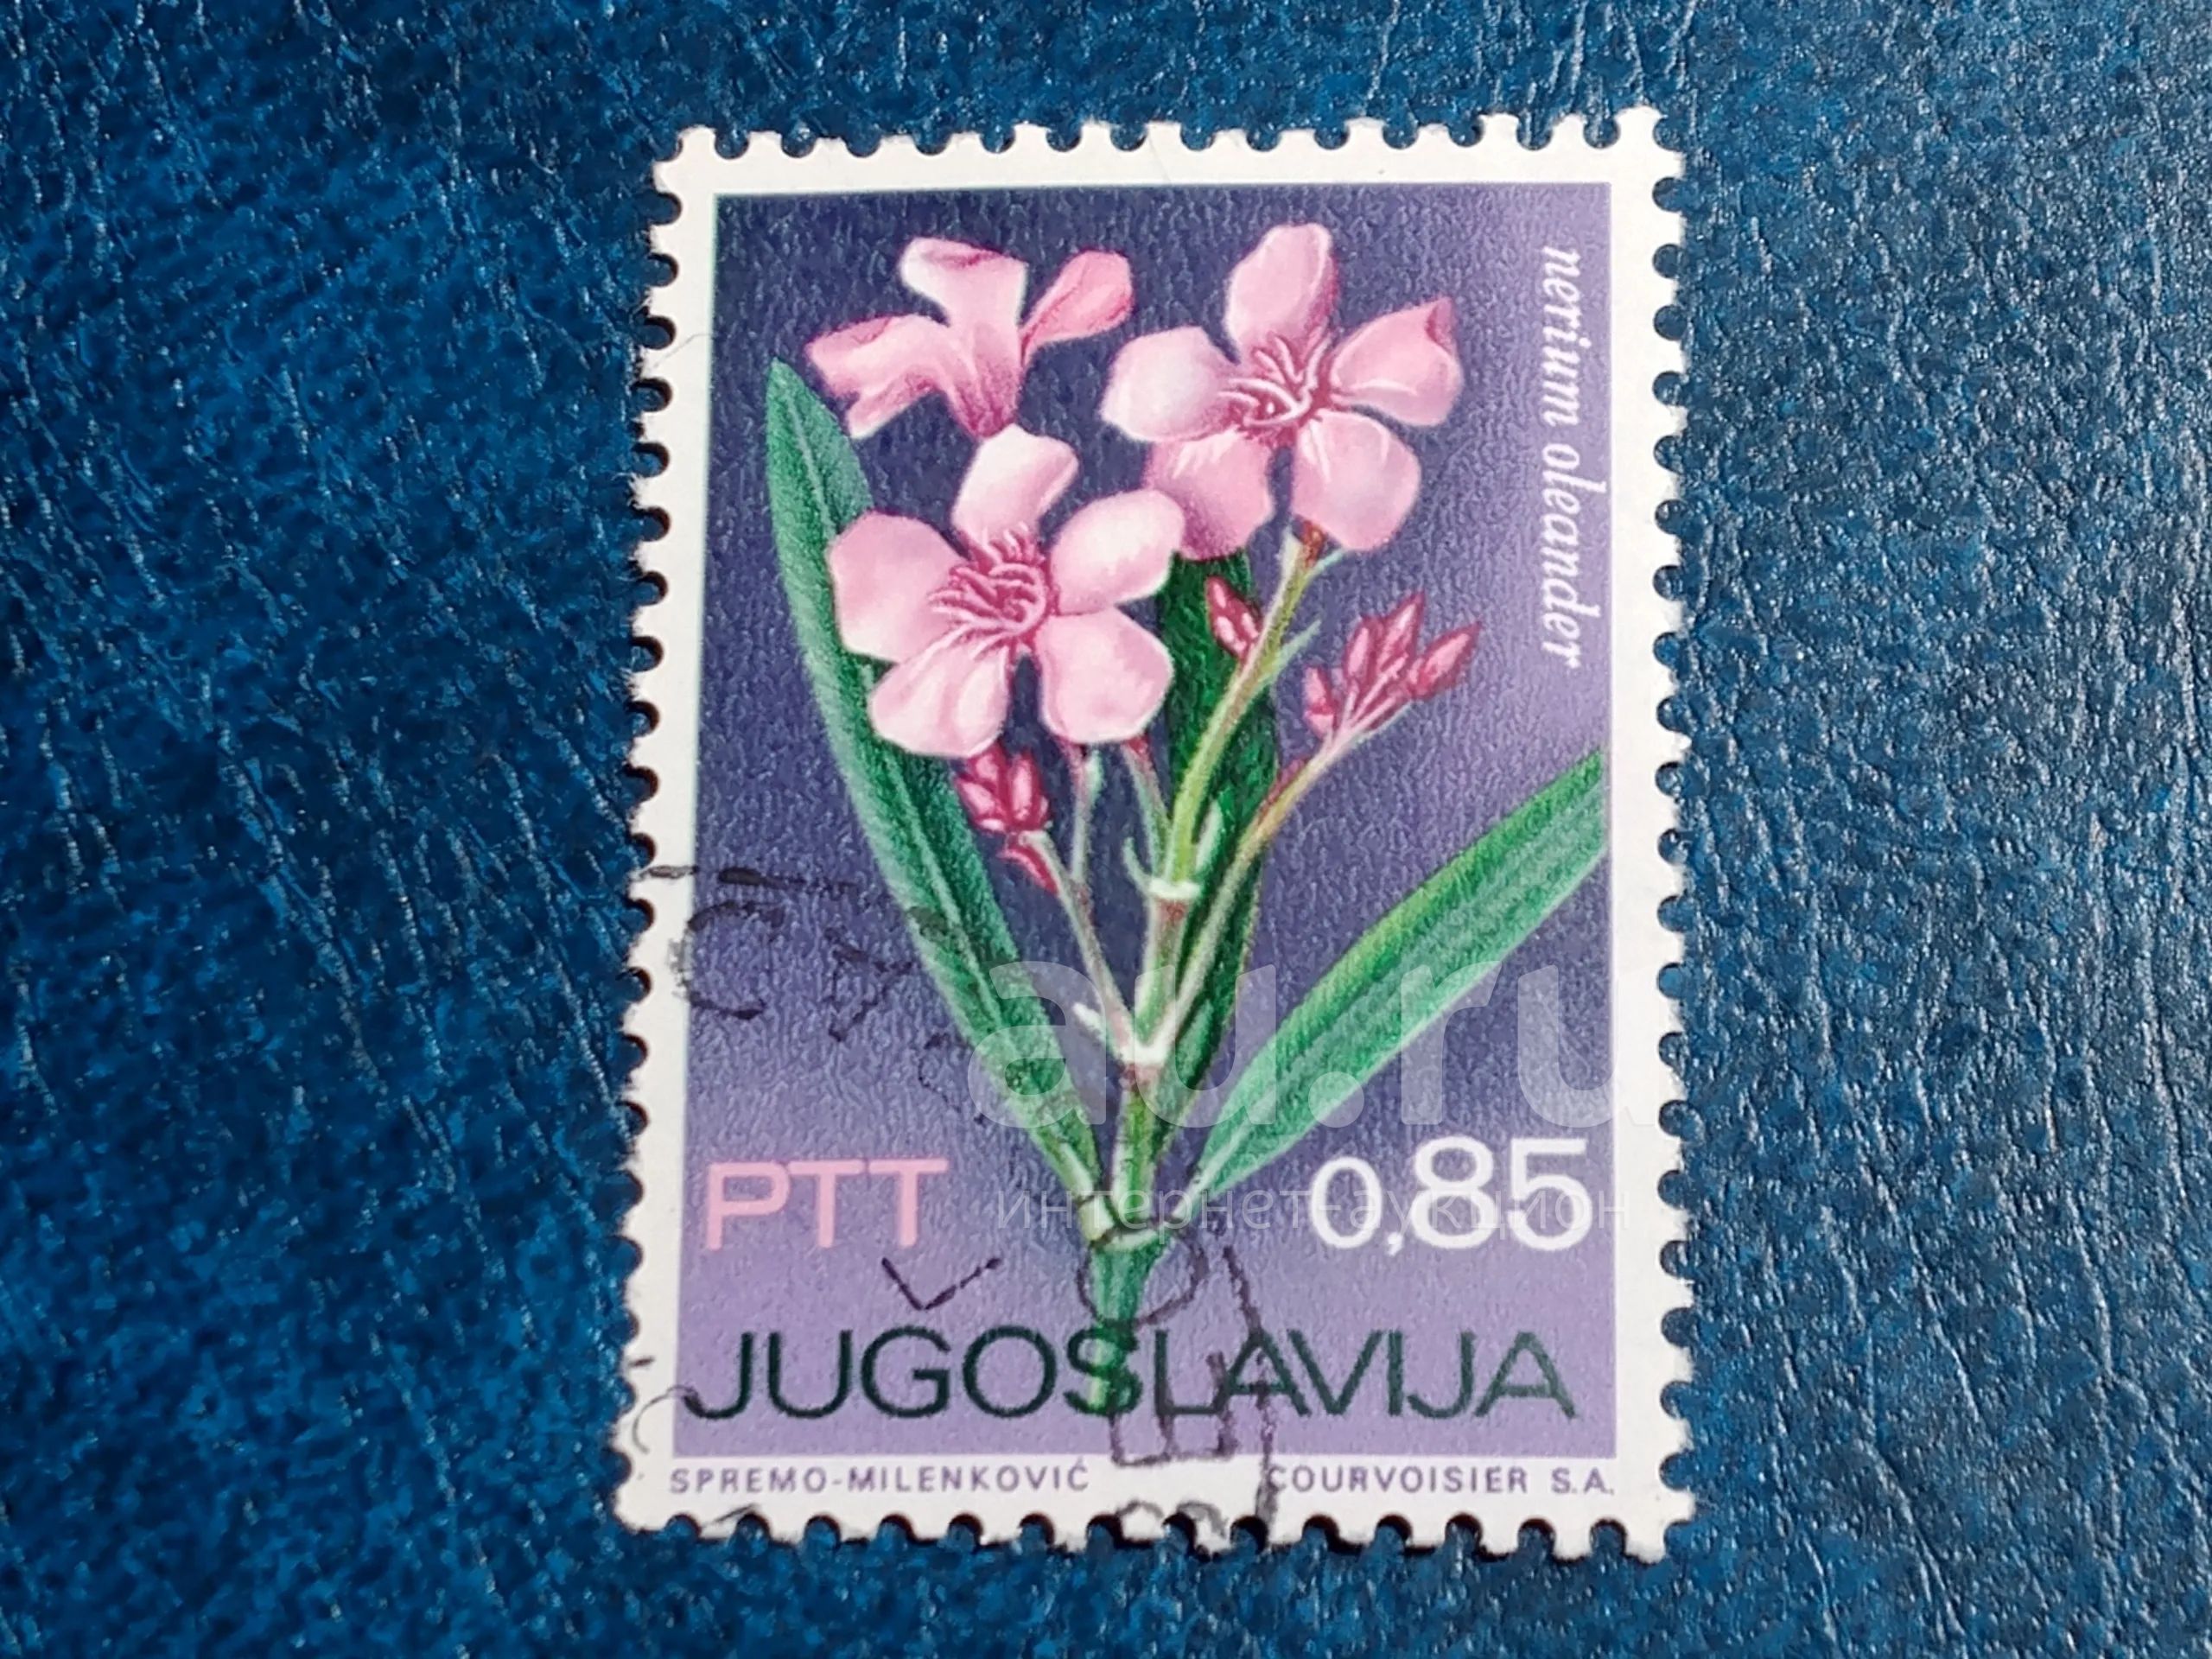 nerium oleander
au.ru
интернет-аукцион
PTT
0,85
JUGOSLAVIJA
SPREMO-MILENKOVIĆ
COURVOISIER S.A.